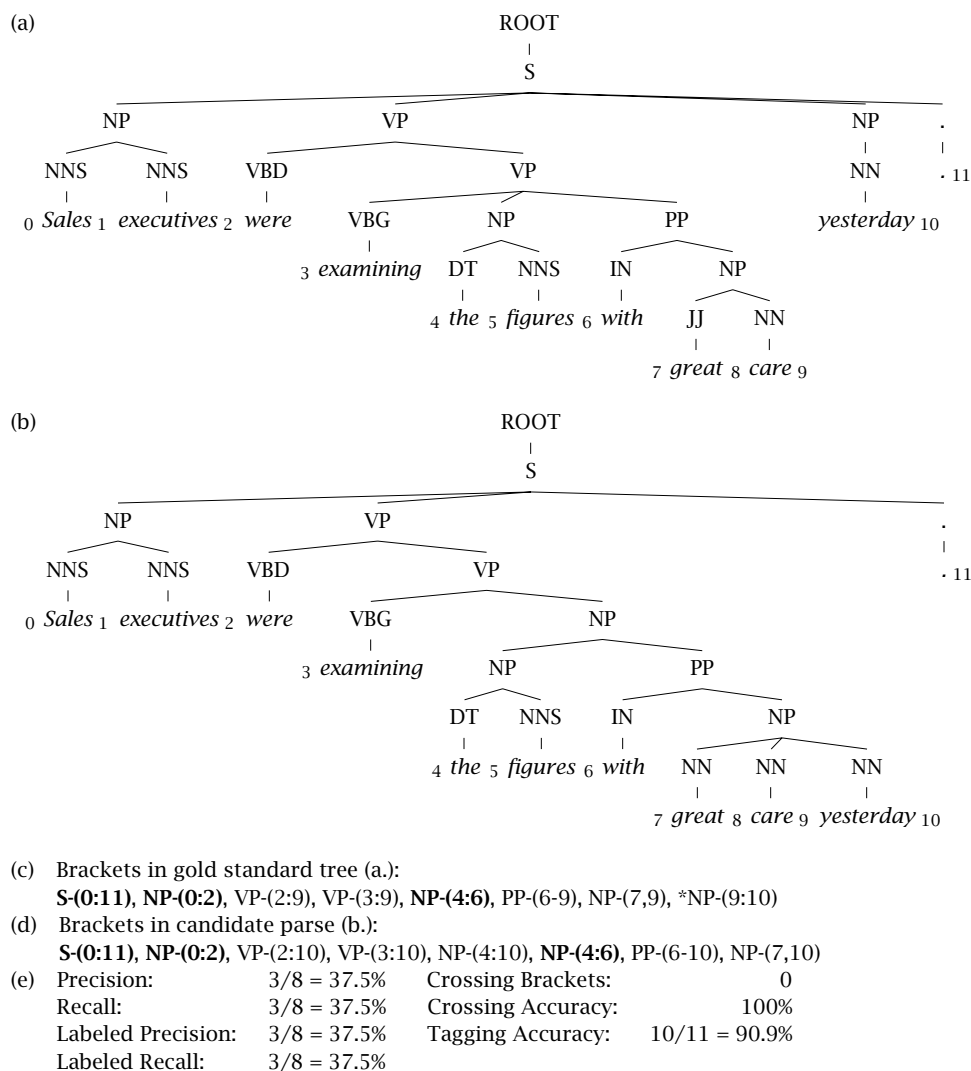 (a) ROOT
S
NP VP NP .
NNS NNS VBD VP NN . 11
0 Sales 1 executives 2 were VBG NP PP yesterday 10
3 examining DT NNS IN NP
4 the 5 figures 6 with JJ NN
7 great 8 care 9
(b) ROOT
S
NP VP .
NNS NNS VBD VP . 11
0 Sales 1 executives 2 were VBG NP
3 examining NP PP
DT NNS IN NP
4 the 5 figures 6 with NN NN NN
7 great 8 care 9 yesterday 10
(c) Brackets in gold standard tree (a.):
S-(0:11), NP-(0:2), VP-(2:9), VP-(3:9), NP-(4:6), PP-(6-9), NP-(7,9), *NP-(9:10)
(d) Brackets in candidate parse (b.):
S-(0:11), NP-(0:2), VP-(2:10), VP-(3:10), NP-(4:10), NP-(4:6), PP-(6-10), NP-(7,10)
(e) Precision: 3/8 = 37.5% Crossing Brackets: 0
Recall: 3/8 = 37.5% Crossing Accuracy: 100%
Labeled Precision: 3/8 = 37.5% Tagging Accuracy: 10/11 = 90.9%
Labeled Recall: 3/8 = 37.5%